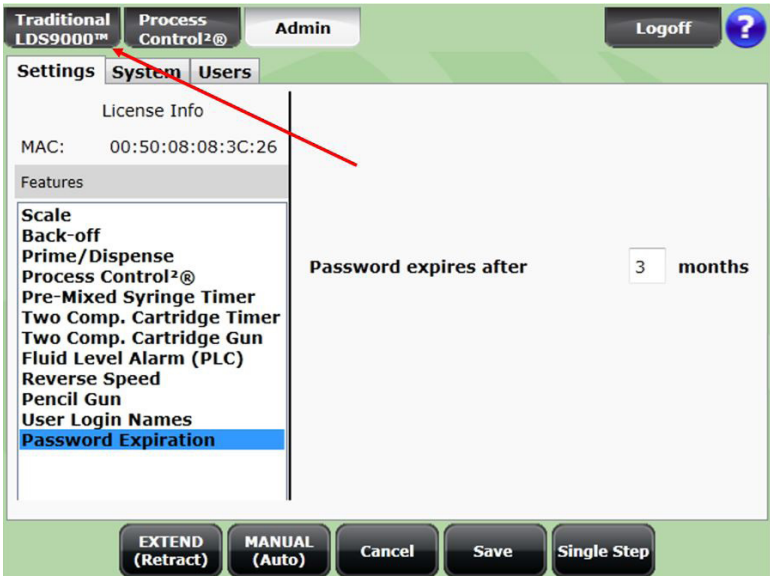 Traditional
LDS9000™
Process
Control²®
Admin
Logoff
?
Settings
System
Users
License Info
MAC: 00:50:08:08:3C:26
Features
Scale
Back-off
Prime/Dispense
Process Control²®
Pre-Mixed Syringe Timer
Two Comp. Cartridge Timer
Two Comp. Cartridge Gun
Fluid Level Alarm (PLC)
Reverse Speed
Pencil Gun
User Login Names
Password Expiration
Password expires after 3 months
EXTEND
(Retract)
MANUAL
(Auto)
Cancel
Save
Single Step